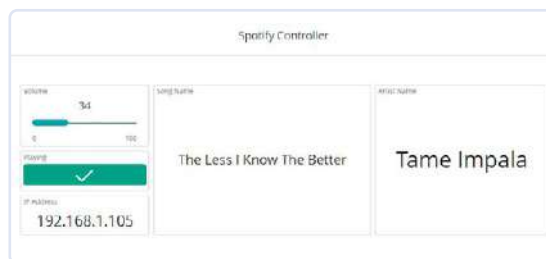 Spotify Controller
Volume
34
0 100
Playing
IP Address
192.168.1.105
Song Name
The Less I Know The Better
Artist Name
Tame Impala